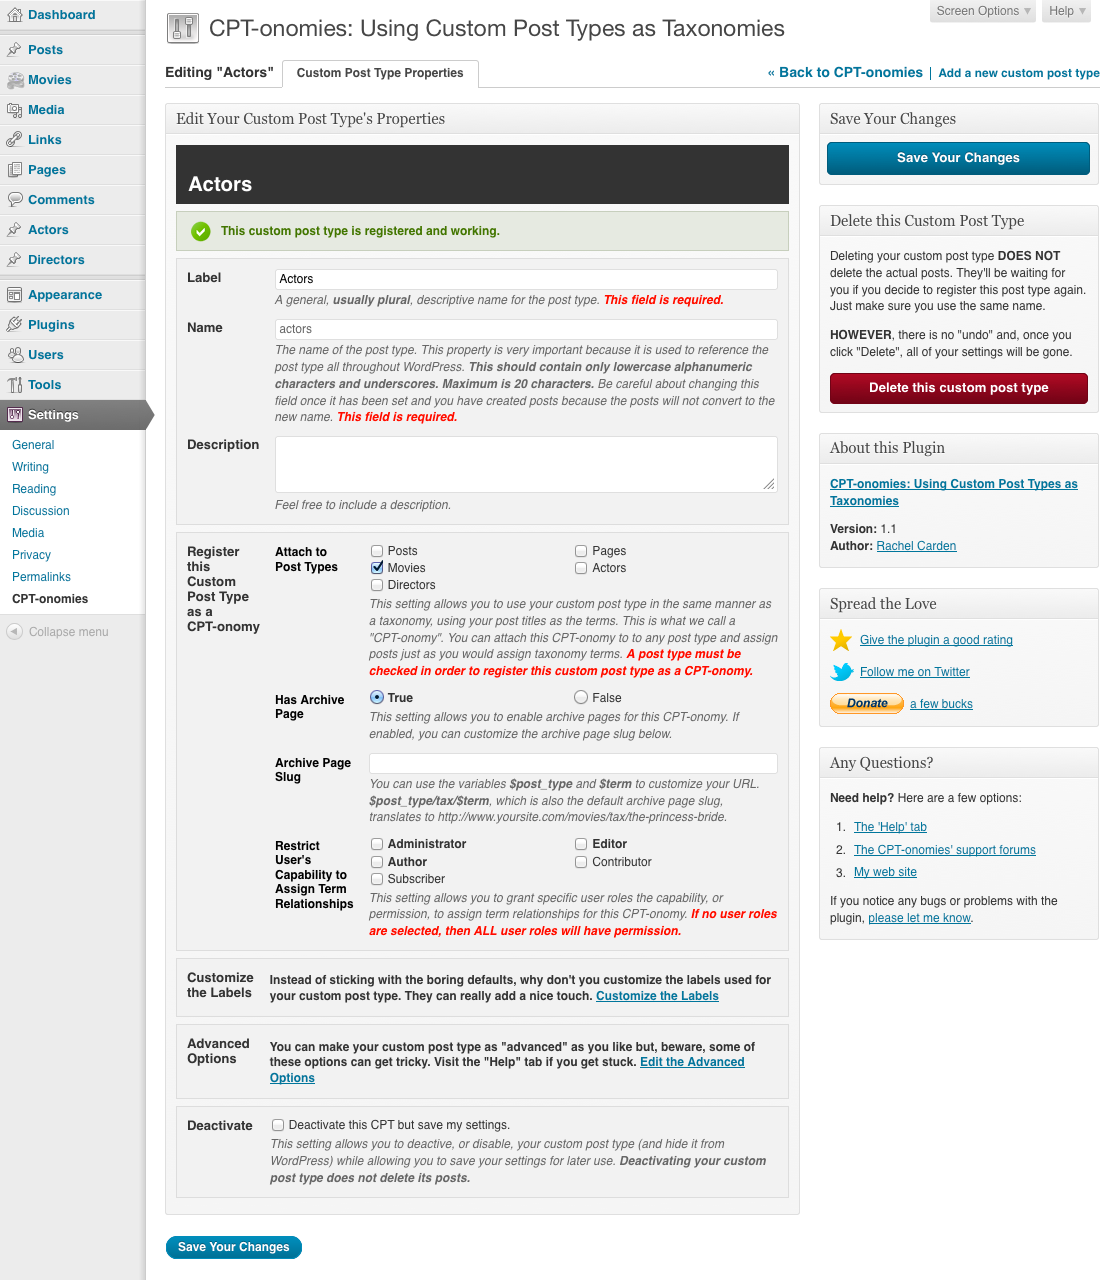 Dashboard
Posts
Movies
Media
Links
Pages
Comments
Actors
Directors
Appearance
Plugins
Users
Tools
Settings
General
Writing
Reading
Discussion
Media
Privacy
Permalinks
CPT-onomies
Collapse menu
Screen Options
Help
CPT-onomies: Using Custom Post Types as Taxonomies
Editing "Actors"
Custom Post Type Properties
« Back to CPT-onomies | Add a new custom post type
Edit Your Custom Post Type's Properties
Actors
This custom post type is registered and working.
Label
Actors
A general, usually plural, descriptive name for the post type. This field is required.
Name
actors
The name of the post type. This property is very important because it is used to reference the
post type all throughout WordPress. This should contain only lowercase alphanumeric
characters and underscores. Maximum is 20 characters. Be careful about changing this
field once it has been set and you have created posts because the posts will not convert to the
new name. This field is required.
Description
Feel free to include a description.
Register
this
Custom
Post Type
as a
CPT-onomy
Attach to
Post Types
Posts
Pages
Movies
Actors
Directors
This setting allows you to use your custom post type in the same manner as
a taxonomy, using your post titles as the terms. This is what we call a
"CPT-onomy". You can attach this CPT-onomy to to any post type and assign
posts just as you would assign taxonomy terms. A post type must be
checked in order to register this custom post type as a CPT-onomy.
Has Archive
Page
True
False
This setting allows you to enable archive pages for this CPT-onomy. If
enabled, you can customize the archive page slug below.
Archive Page
Slug
You can use the variables $post_type and $term to customize your URL.
$post_type/tax/$term, which is also the default archive page slug,
translates to http://www.yoursite.com/movies/tax/the-princess-bride.
Restrict
User's
Capability to
Assign Term
Relationships
Administrator
Editor
Author
Contributor
Subscriber
This setting allows you to grant specific user roles the capability, or
permission, to assign term relationships for this CPT-onomy. If no user roles
are selected, then ALL user roles will have permission.
Customize
the Labels
Instead of sticking with the boring defaults, why don't you customize the labels used for
your custom post type. They can really add a nice touch. Customize the Labels
Advanced
Options
You can make your custom post type as "advanced" as you like but, beware, some of
these options can get tricky. Visit the "Help" tab if you get stuck. Edit the Advanced
Options
Deactivate
Deactivate this CPT but save my settings.
This setting allows you to deactive, or disable, your custom post type (and hide it from
WordPress) while allowing you to save your settings for later use. Deactivating your custom
post type does not delete its posts.
Save Your Changes
Save Your Changes
Save Your Changes
Delete this Custom Post Type
Deleting your custom post type DOES NOT
delete the actual posts. They'll be waiting for
you if you decide to register this post type again.
Just make sure you use the same name.
HOWEVER, there is no "undo" and, once you
click "Delete", all of your settings will be gone.
Delete this custom post type
About this Plugin
CPT-onomies: Using Custom Post Types as
Taxonomies
Version: 1.1
Author: Rachel Carden
Spread the Love
Give the plugin a good rating
Follow me on Twitter
Donate a few bucks
Any Questions?
Need help? Here are a few options:
1. The 'Help' tab
2. The CPT-onomies' support forums
3. My web site
If you notice any bugs or problems with the
plugin, please let me know.